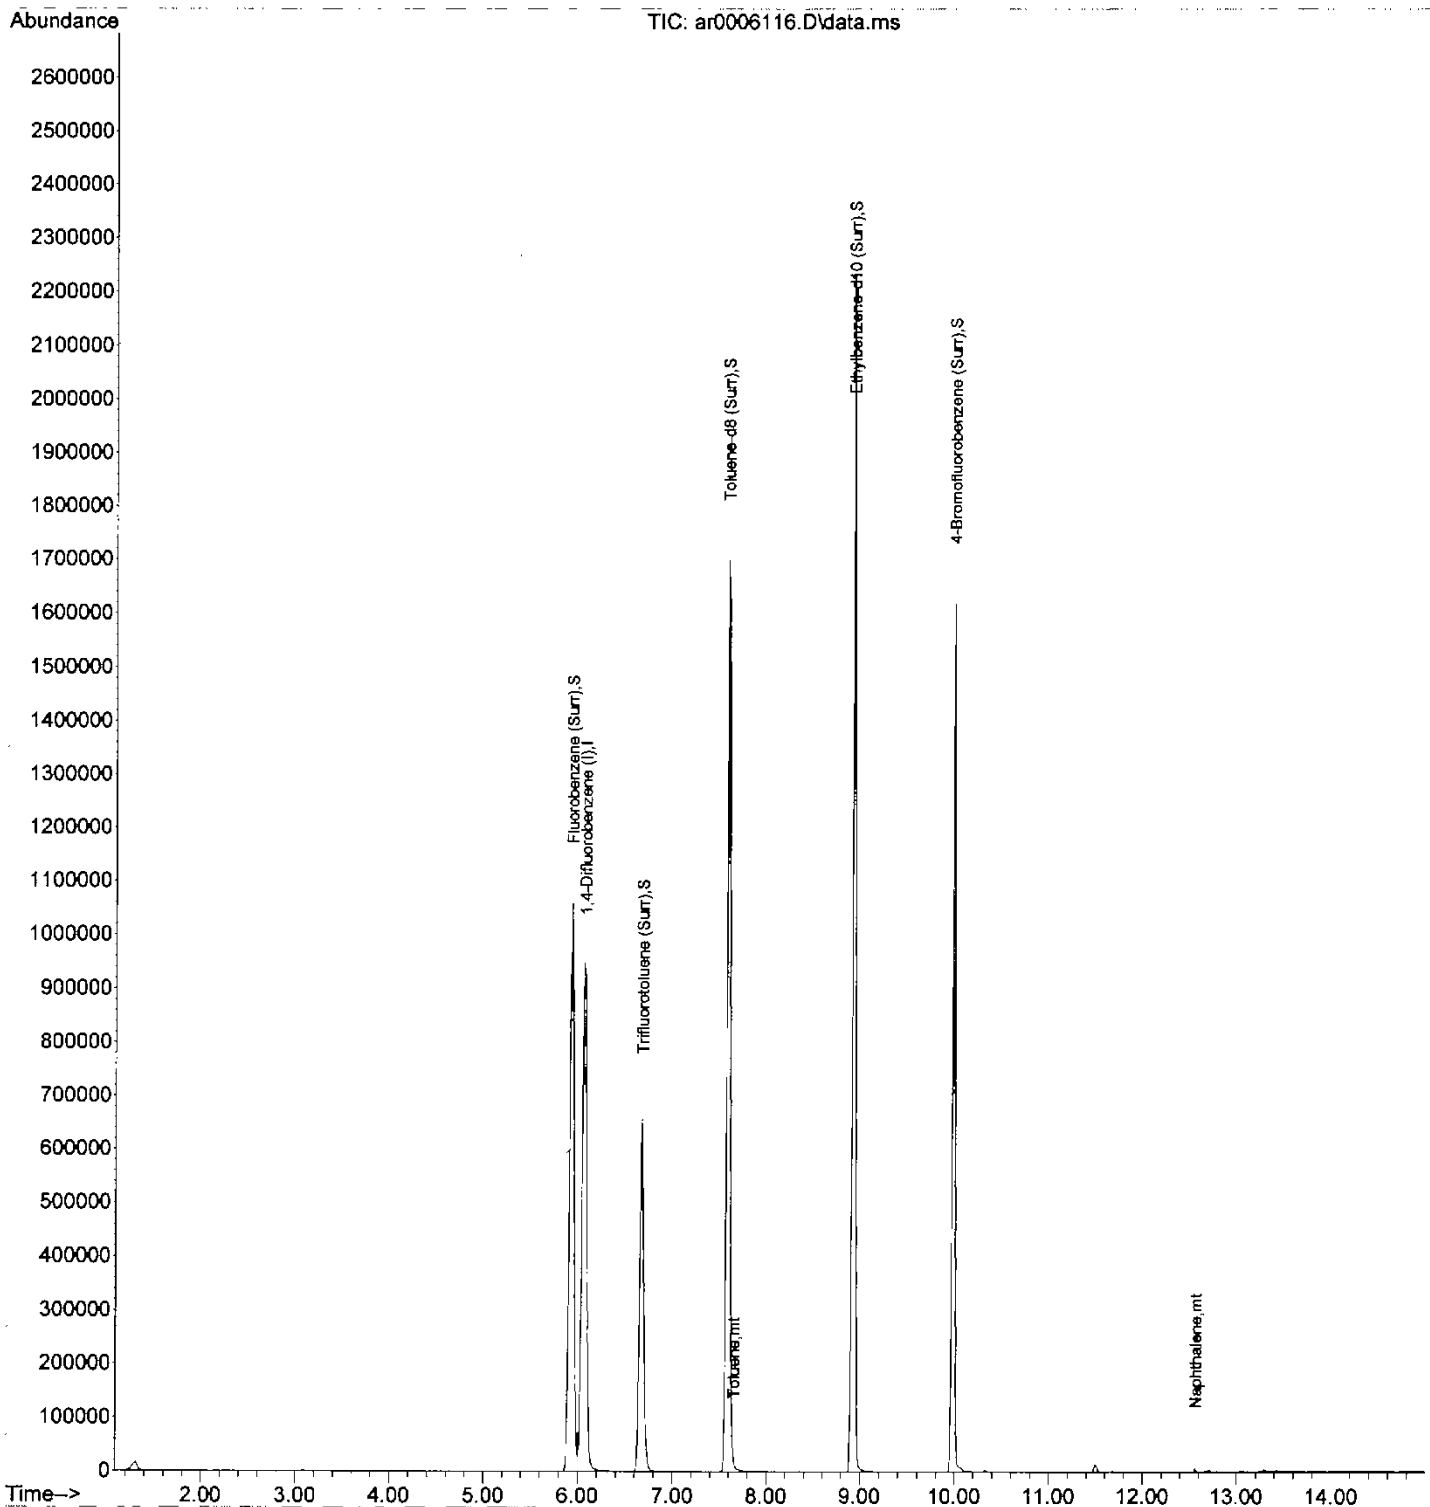 Abundance
TIC: ar0006116.D\data.ms
2600000
2500000
2400000
2300000
2200000
2100000
2000000
1900000
1800000
1700000
1600000
1500000
1400000
1300000
1200000
1100000
1000000
900000
800000
700000
600000
500000
400000
300000
200000
100000
0
Fluorobenzene (Surr),S
1,4-Difluorobenzene (I),I
Trifluorotoluene (Surr),S
Toluene-d8 (Surr),S
Toluene,mt
Ethylbenzene-d10 (Surr),S
4-Bromofluorobenzene (Surr),S
Naphthalene,mt
Time--> 2.00 3.00 4.00 5.00 6.00 7.00 8.00 9.00 10.00 11.00 12.00 13.00 14.00